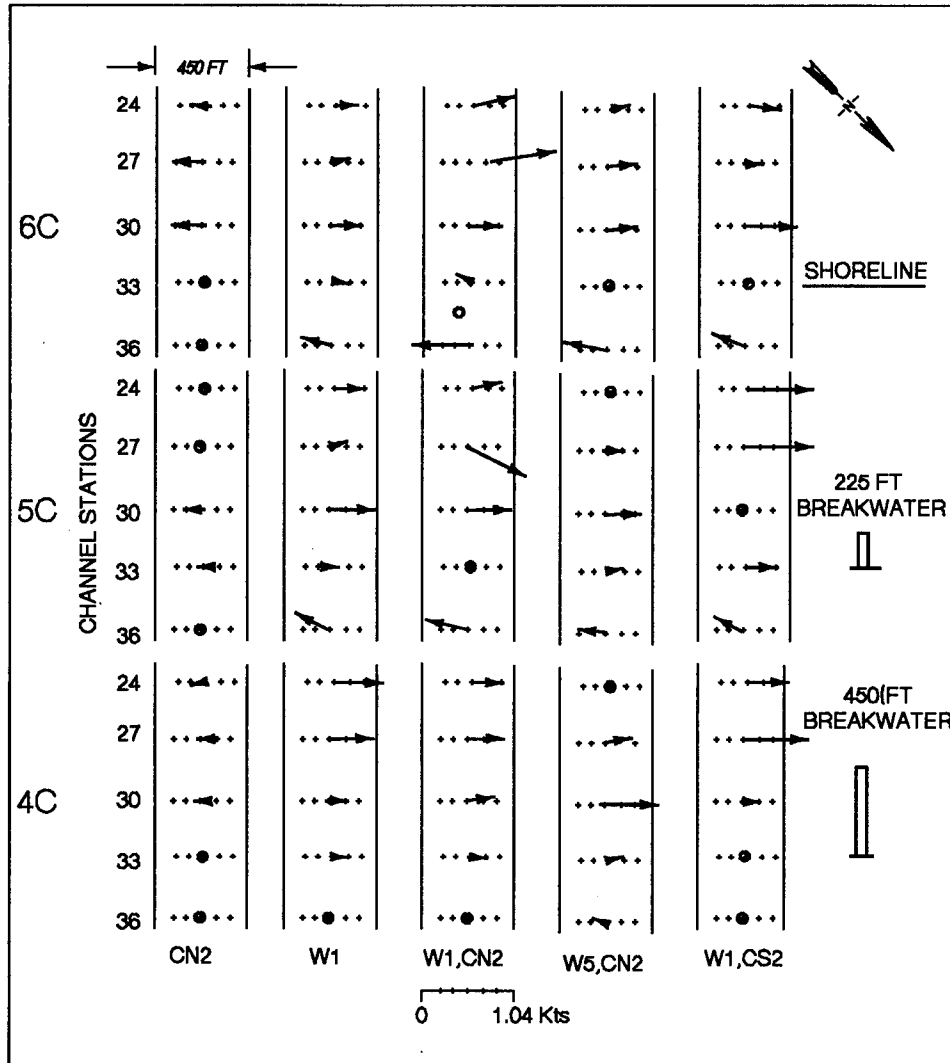 450 FT
24
27
6C
30
33
36
N
SHORELINE
CHANNEL STATIONS
24
27
5C
30
33
36
225 FT
BREAKWATER
24
27
4C
30
33
36
450(FT
BREAKWATER
CN2 W1 W1,CN2 W5,CN2 W1,CS2
0 1.04 Kts